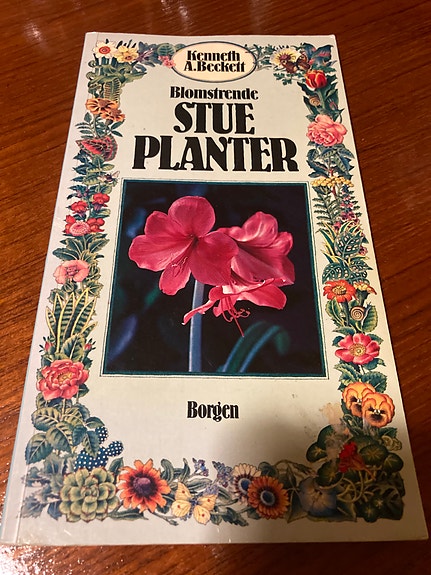 Kenneth
A.Beckett
Blomstrende
STUE
PLANTER
Borgen